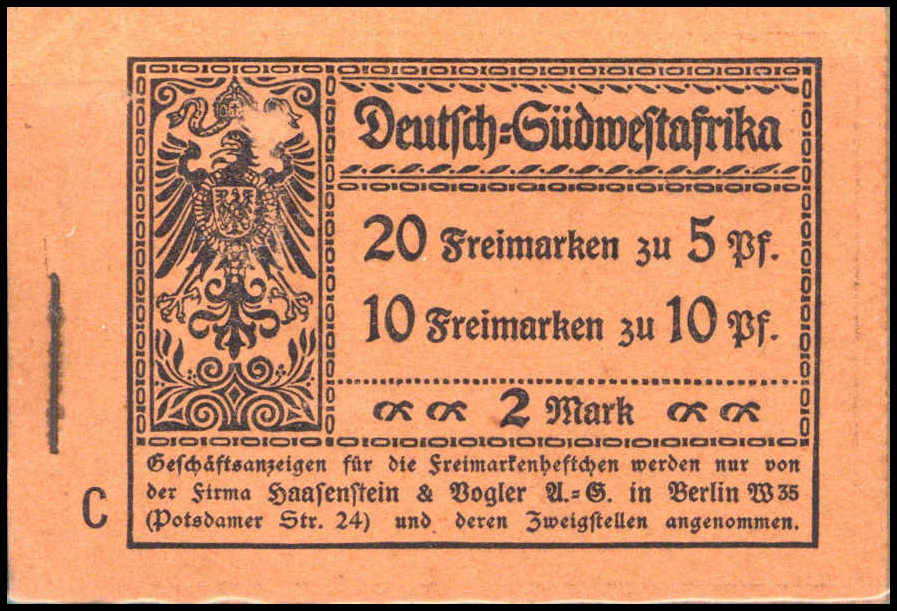 Deutsch=Südwestafrika
20 Freimarken zu 5 Pf.
10 Freimarken zu 10 Pf.
2 Mark
Geschäftsanzeigen für die Freimarkenheftchen werden nur von
der Firma Haasenstein & Vogler A.=G. in Berlin W35
(Potsdamer Str. 24) und deren Zweigstellen angenommen.
C